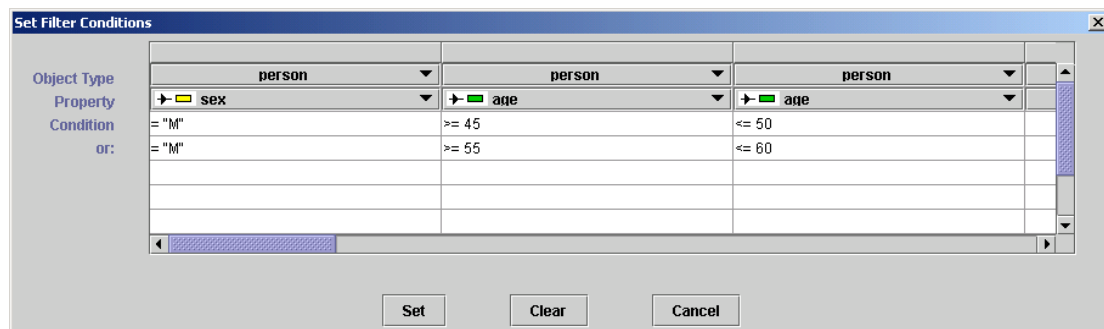 Set Filter Conditions
Object Type person person person
Property sex age age
Condition = "M" >= 45 <= 50
or: = "M" >= 55 <= 60
Set Clear Cancel